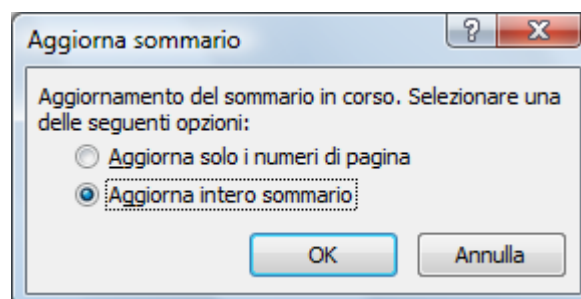 Aggiorna sommario
Aggiornamento del sommario in corso. Selezionare una
delle seguenti opzioni:
Aggiorna solo i numeri di pagina
Aggiorna intero sommario
OK Annulla